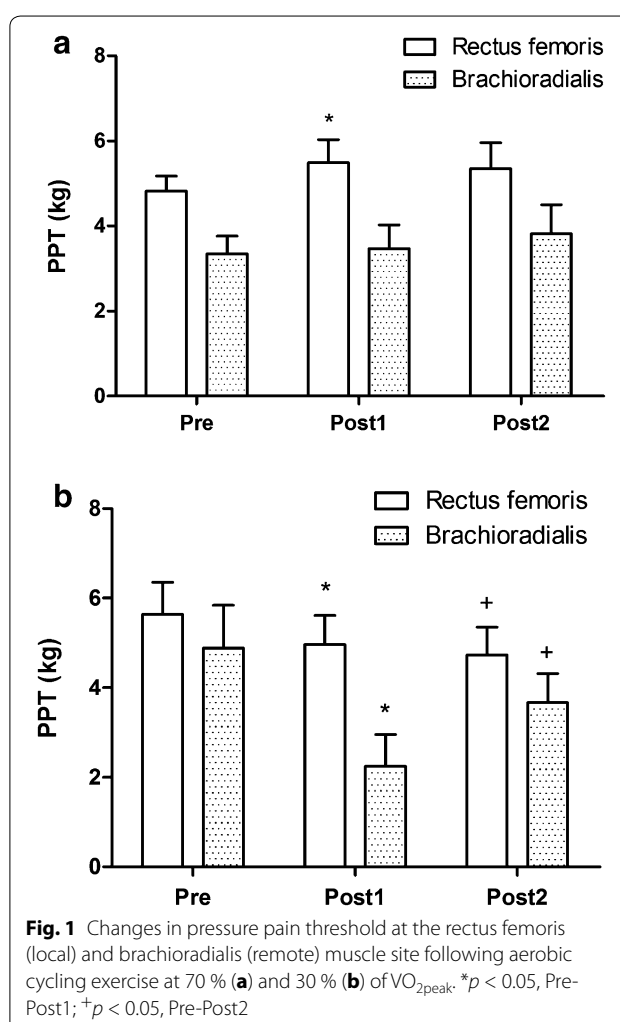 a
8
Rectus femoris
Brachioradialis
6
*
PPT (kg)
4
2
0
Pre Post1 Post2
b
8
Rectus femoris
Brachioradialis
6
*
+
+
PPT (kg)
4
*
2
0
Pre Post1 Post2
Fig. 1 Changes in pressure pain threshold at the rectus femoris
(local) and brachioradialis (remote) muscle site following aerobic
cycling exercise at 70 % (a) and 30 % (b) of VO2peak. *p < 0.05, Pre-
Post1; +p < 0.05, Pre-Post2